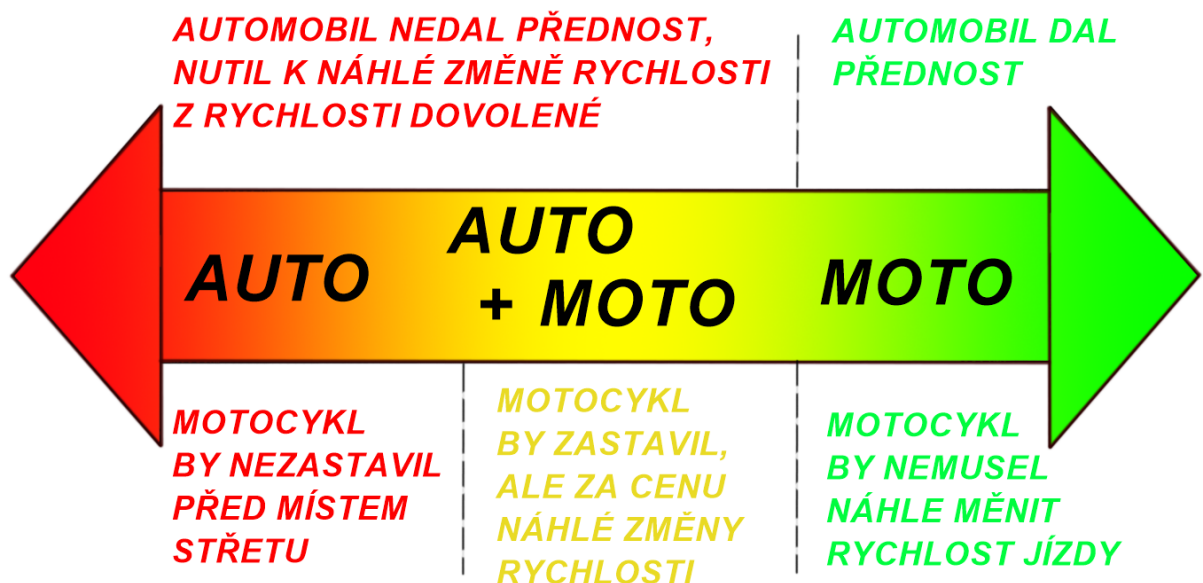 AUTOMOBIL NEDAL PŘEDNOST,
NUTIL K NÁHLÉ ZMĚNĚ RYCHLOSTI
Z RYCHLOSTI DOVOLENÉ
AUTOMOBIL DAL
PŘEDNOST
AUTO
AUTO
+ MOTO
MOTO
MOTOCYKL
BY NEZASTAVIL
PŘED MÍSTEM
STŘETU
MOTOCYKL
BY ZASTAVIL,
ALE ZA CENU
NÁHLÉ ZMĚNY
RYCHLOSTI
MOTOCYKL
BY NEMUSEL
NÁHLE MĚNIT
RYCHLOST JÍZDY